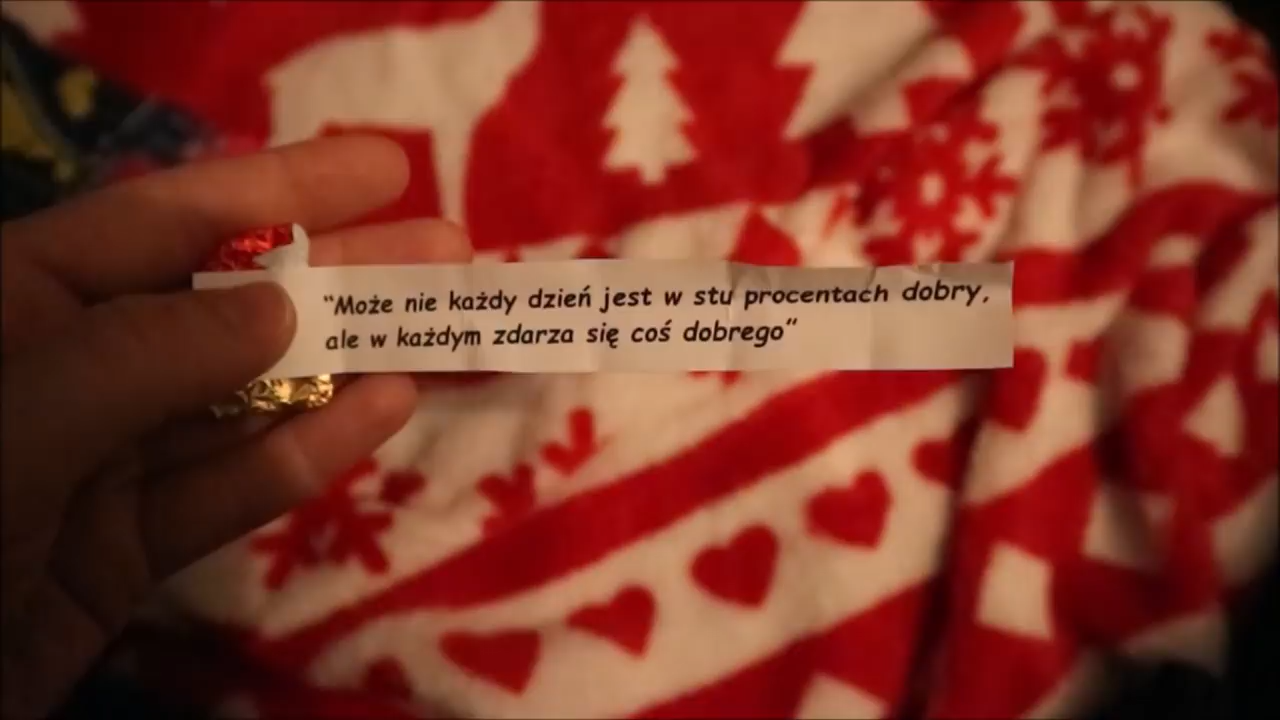 "Może nie każdy dzień jest w stu procentach dobry,
ale w każdym zdarza się coś dobrego"